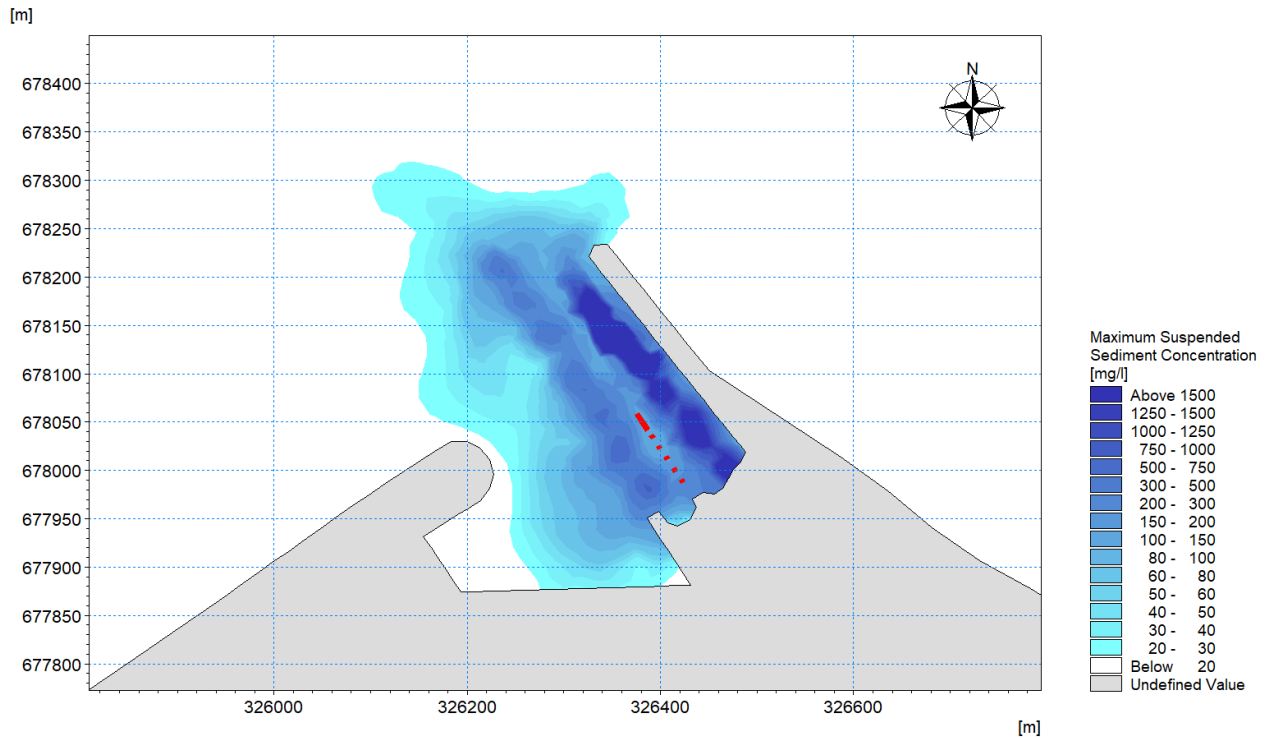 [m]
N
678400
678350
678300
678250
678200
678150
678100
678050
678000
677950
677900
677850
677800
326000 326200 326400 326600
[m]
Maximum Suspended
Sediment Concentration
[mg/l]
Above 1500
1250 - 1500
1000 - 1250
750 - 1000
500 - 750
300 - 500
200 - 300
150 - 200
100 - 150
80 - 100
60 - 80
50 - 60
40 - 50
30 - 40
20 - 30
Below 20
Undefined Value